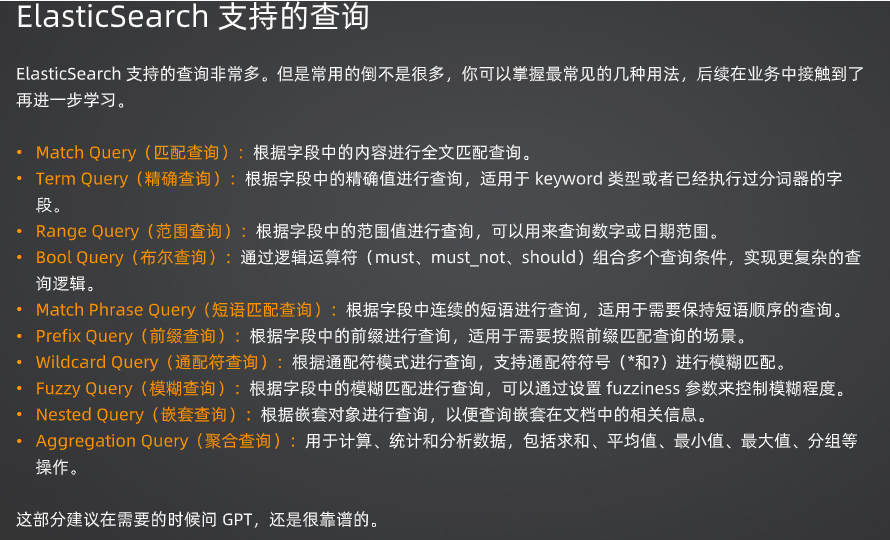 ElasticSearch 支持的查询
ElasticSearch 支持的查询非常多。但是常用的倒不是很多，你可以掌握最常见的几种用法，后续在业务中接触到了
再进一步学习。
• Match Query（匹配查询）：根据字段中的内容进行全文匹配查询。
• Term Query（精确查询）：根据字段中的精确值进行查询，适用于 keyword 类型或者已经执行过分词器的字
段。
• Range Query（范围查询）：根据字段中的范围值进行查询，可以用来查询数字或日期范围。
• Bool Query（布尔查询）：通过逻辑运算符（must、must_not、should）组合多个查询条件，实现更复杂的查
询逻辑。
• Match Phrase Query（短语匹配查询）：根据字段中连续的短语进行查询，适用于需要保持短语顺序的查询。
• Prefix Query（前缀查询）：根据字段中的前缀进行查询，适用于需要按照前缀匹配查询的场景。
• Wildcard Query（通配符查询）：根据通配符模式进行查询，支持通配符符号（*和?）进行模糊匹配。
• Fuzzy Query（模糊查询）：根据字段中的模糊匹配进行查询，可以通过设置 fuzziness 参数来控制模糊程度。
• Nested Query（嵌套查询）：根据嵌套对象进行查询，以便查询嵌套在文档中的相关信息。
• Aggregation Query（聚合查询）：用于计算、统计和分析数据，包括求和、平均值、最小值、最大值、分组等
操作。
这部分建议在需要的时候问 GPT，还是很靠谱的。